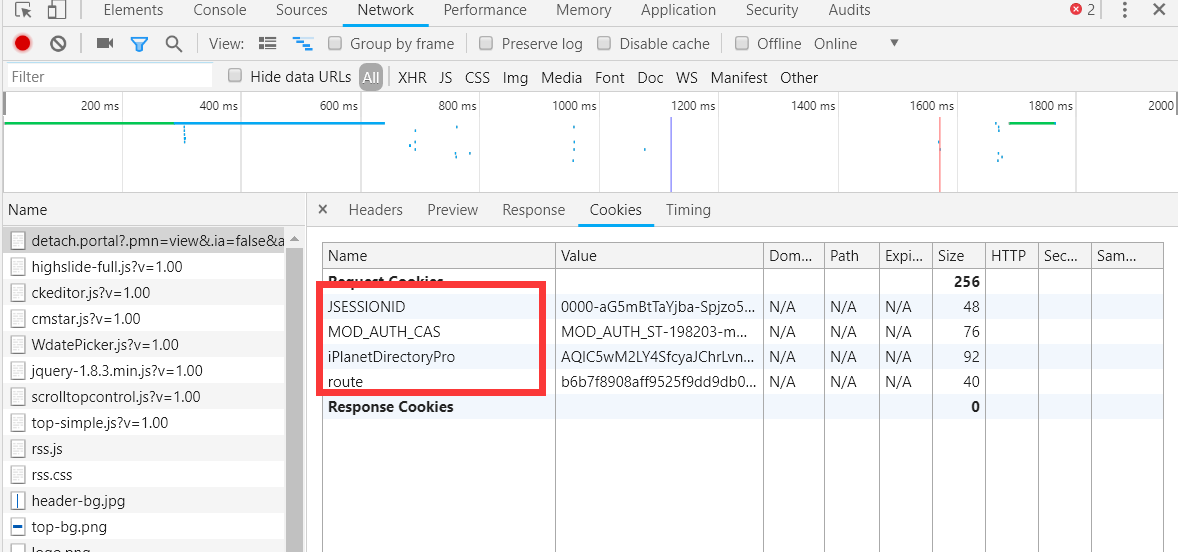 Elements Console Sources Network Performance Memory Application Security Audits 2
View: Group by frame Preserve log Disable cache Offline Online
Filter Hide data URLs All XHR JS CSS Img Media Font Doc WS Manifest Other
200 ms 400 ms 600 ms 800 ms 1000 ms 1200 ms 1400 ms 1600 ms 1800 ms 2000
Name
detach.portal?.pmn=view&.ia=false&a
highslide-full.js?v=1.00
ckeditor.js?v=1.00
cmstar.js?v=1.00
WdatePicker.js?v=1.00
jquery-1.8.3.min.js?v=1.00
scrolltopcontrol.js?v=1.00
top-simple.js?v=1.00
rss.js
rss.css
header-bg.jpg
top-bg.png
logo.png
× Headers Preview Response Cookies Timing
Name Value Dom... Path Expi... Size HTTP Sec... Sam...
Request Cookies 256
JSESSIONID 0000-aG5mBtTaYjba-Spjzo5... N/A N/A N/A 48
MOD_AUTH_CAS MOD_AUTH_ST-198203-m... N/A N/A N/A 76
iPlanetDirectoryPro AQIC5wM2LY4SfcyaJChrLvn... N/A N/A N/A 92
route b6b7f8908aff9525f9dd9db0... N/A N/A N/A 40
Response Cookies 0